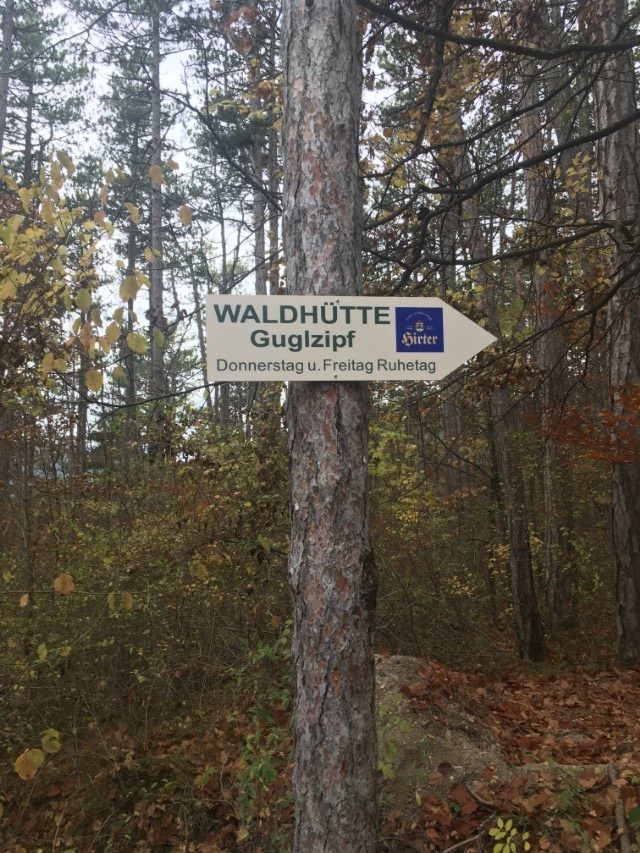 WALDHÜTTE
Guglzipf
Donnerstag u. Freitag Ruhetag
Hirter